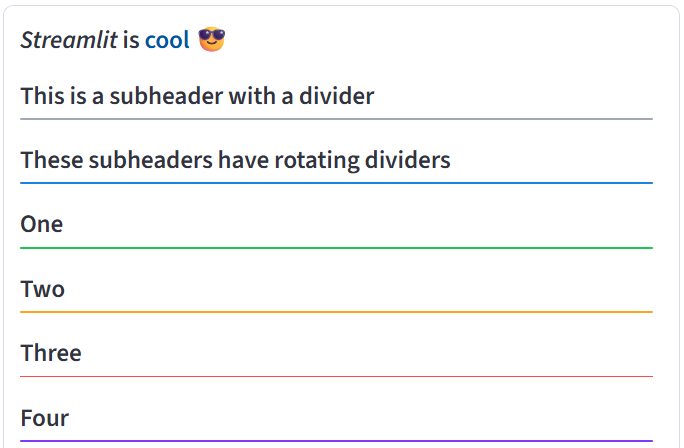 Streamlit is cool 😎
This is a subheader with a divider
These subheaders have rotating dividers
One
Two
Three
Four